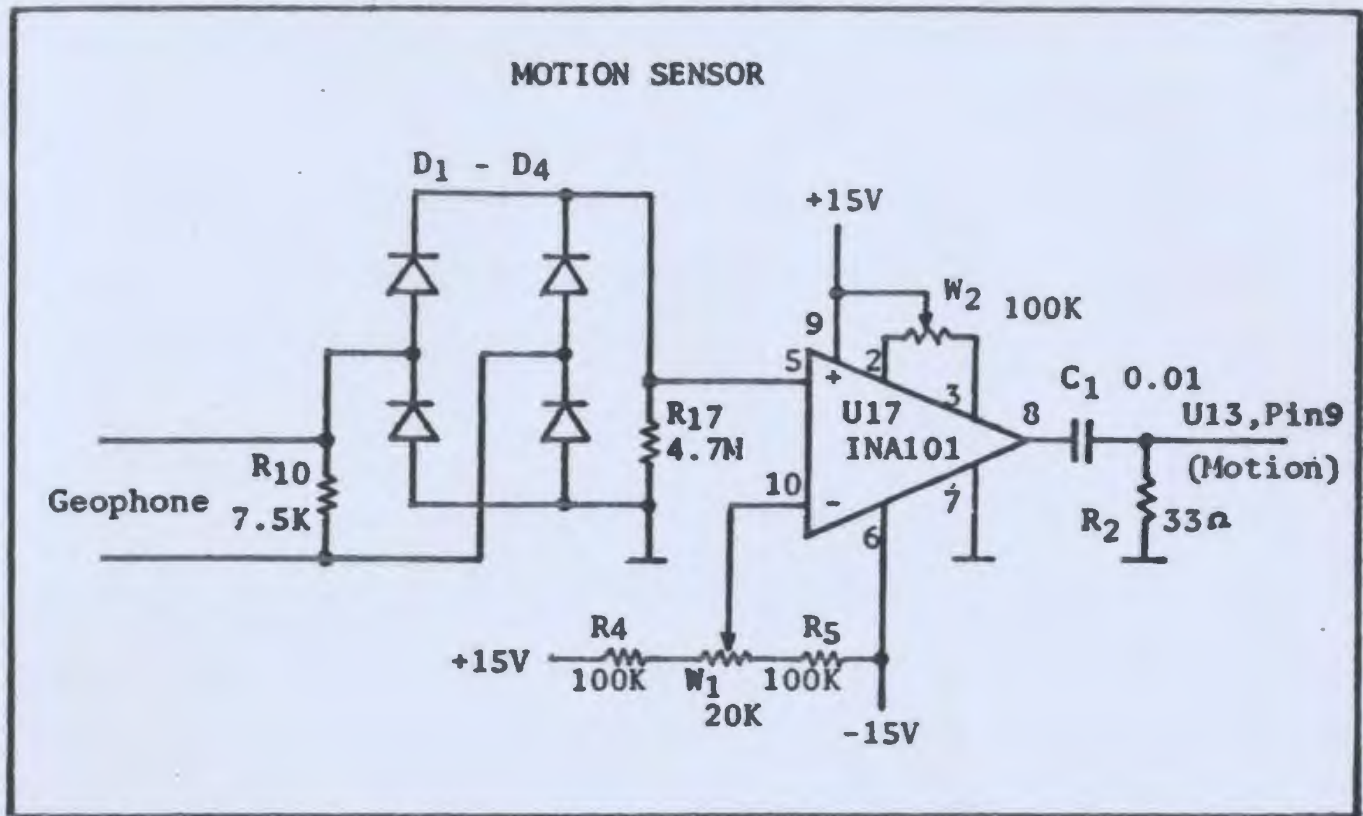 MOTION SENSOR
D1 - D4
+15V
W2 100K
9
5
+
2
3
8
C1 0.01
U13,Pin9
(Motion)
U17
INA101
R17
4.7M
R10
7.5K
Geophone
10
-
6
7
R2 33Ω
+15V
R4
100K
W1
20K
R5
100K
-15V